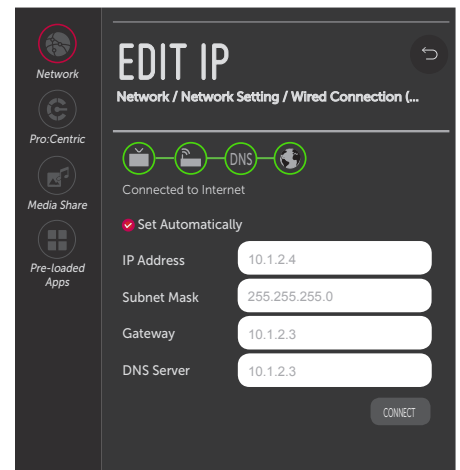 Network
Pro:Centric
Media Share
Pre-loaded
Apps
EDIT IP
Network / Network Setting / Wired Connection (...
DNS
Connected to Internet
Set Automatically
IP Address 10.1.2.4
Subnet Mask 255.255.255.0
Gateway 10.1.2.3
DNS Server 10.1.2.3
CONNECT